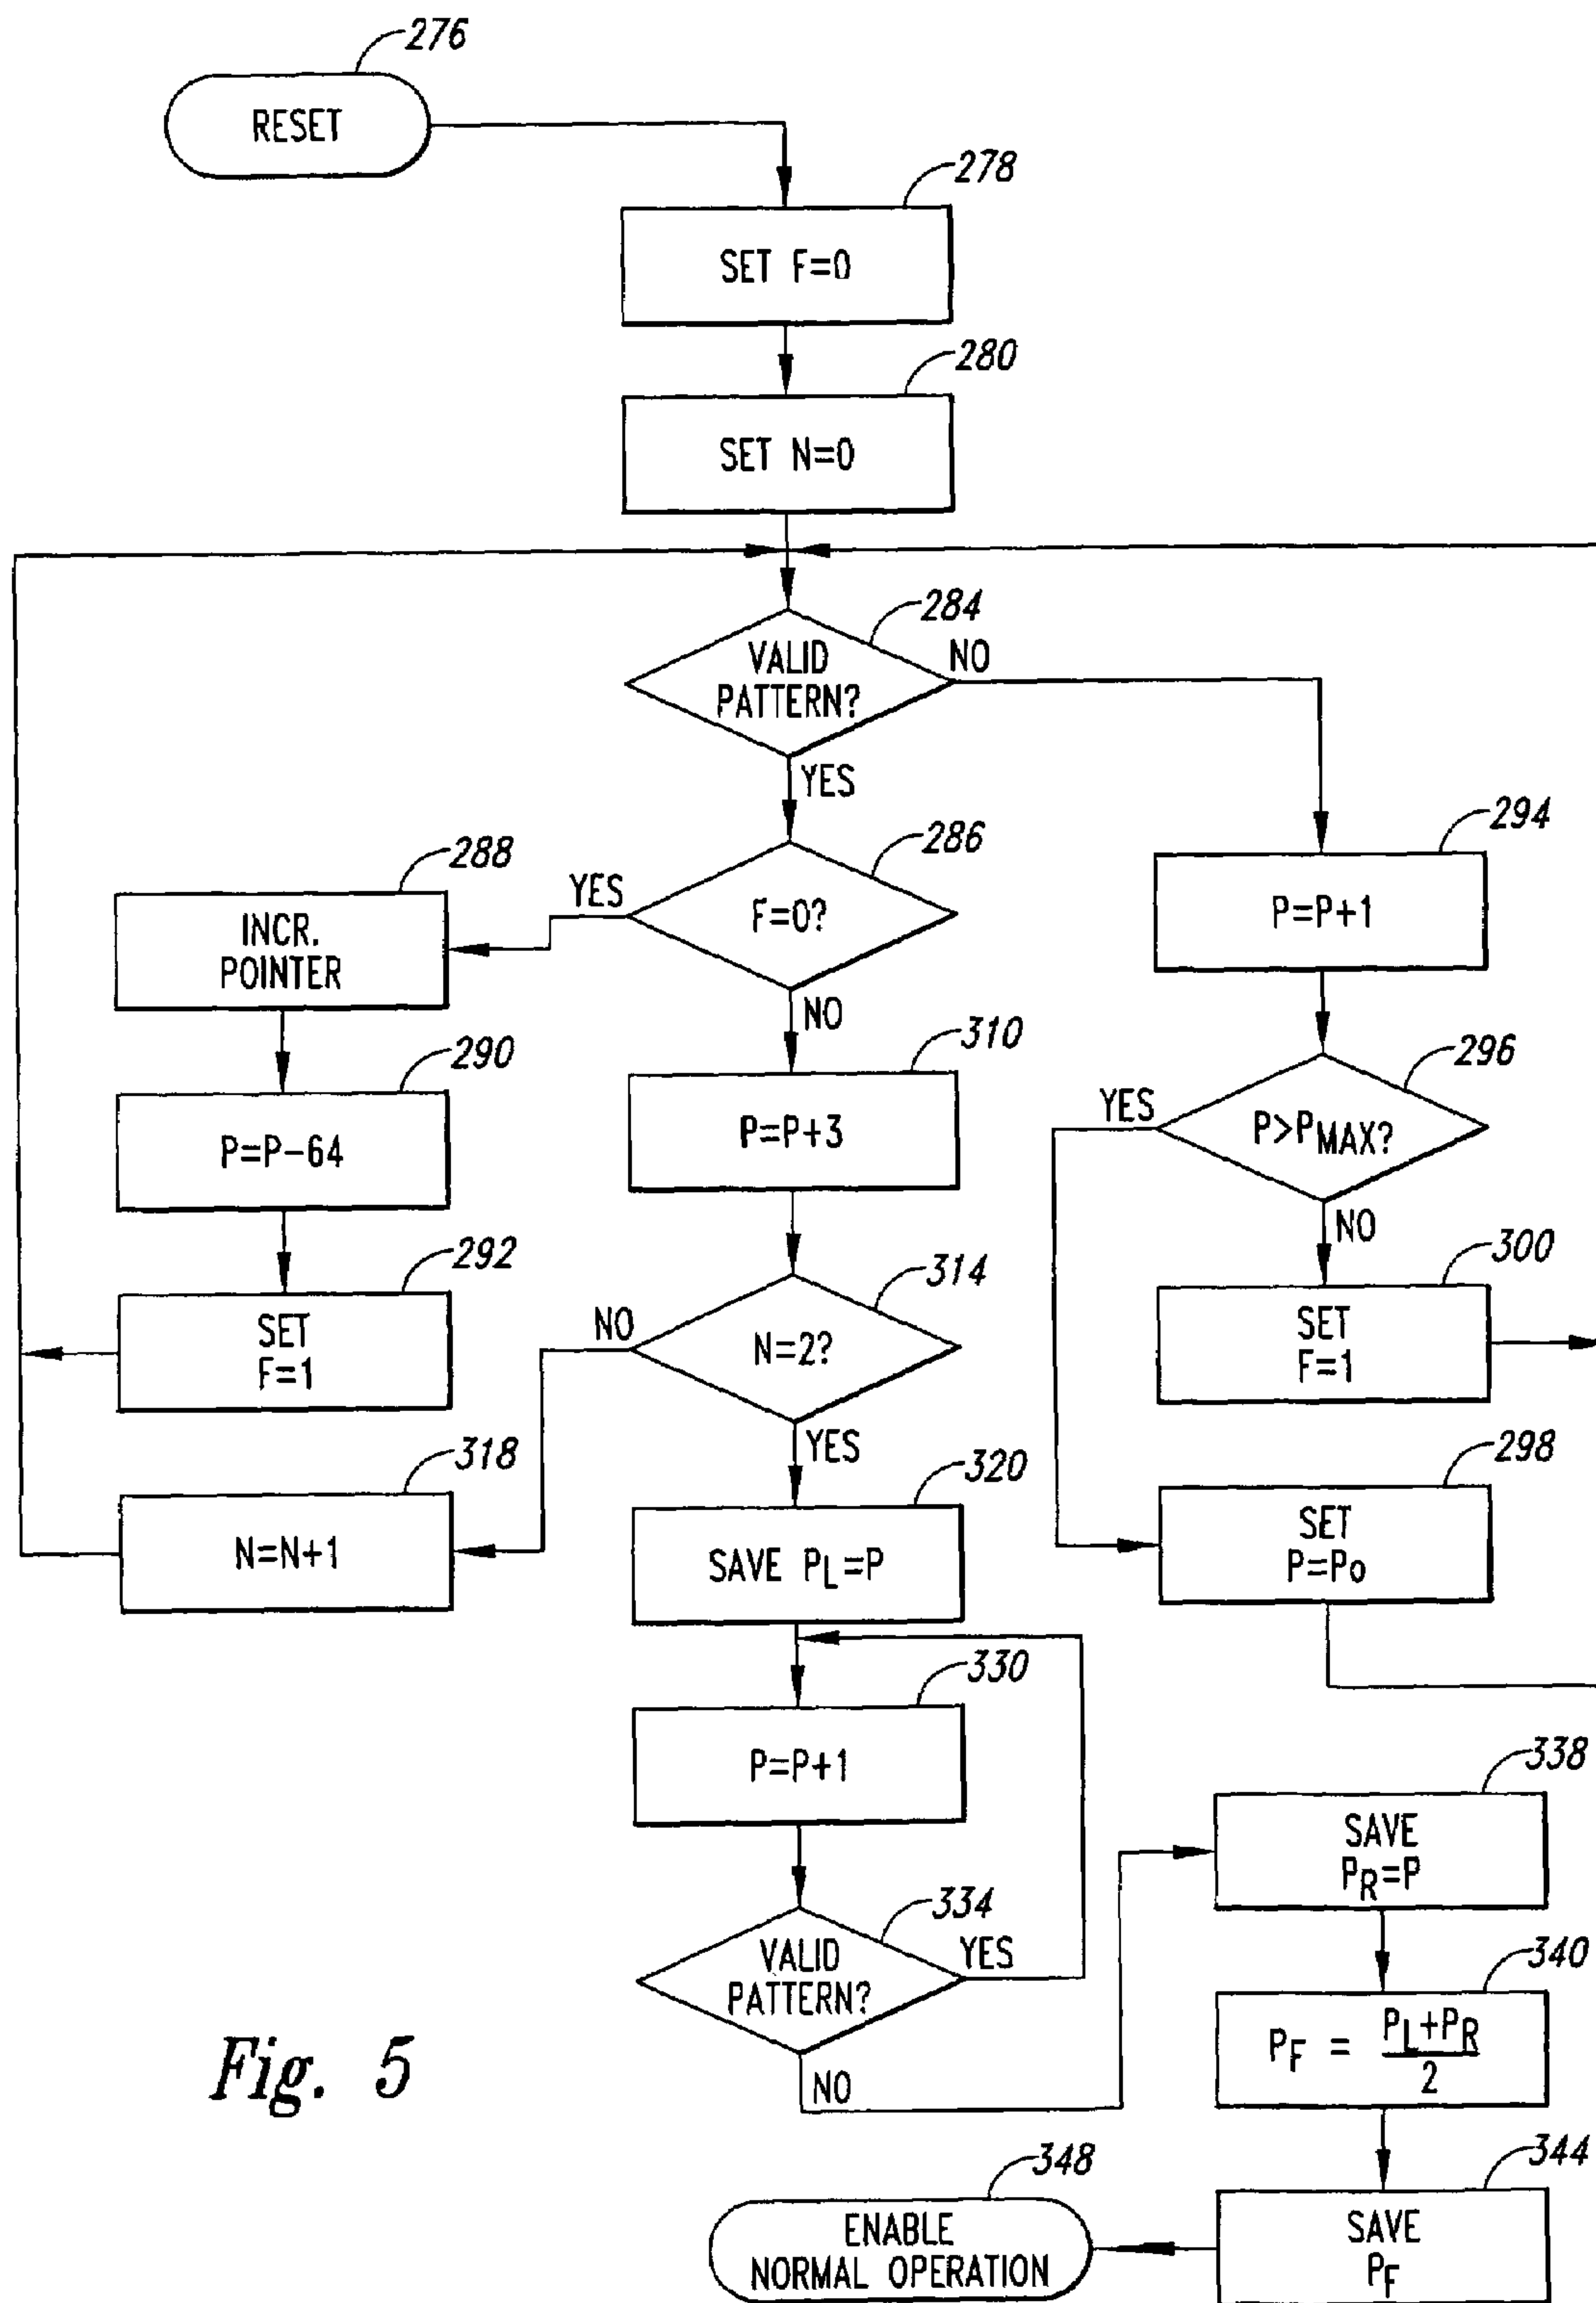 276
RESET
278
SET F=0
280
SET N=0
284
VALID
PATTERN?
NO
YES
286
F=0?
YES
NO
288
INCR.
POINTER
290
P=P-64
292
SET
F=1
294
P=P+1
296
P>PMAX?
YES
NO
300
SET
F=1
298
SET
P=Po
310
P=P+3
314
N=2?
NO
YES
318
N=N+1
320
SAVE PL=P
330
P=P+1
334
VALID
PATTERN?
YES
NO
338
SAVE
PR=P
340
PF = PL+PR
2
344
SAVE
PF
348
ENABLE
NORMAL OPERATION
Fig. 5